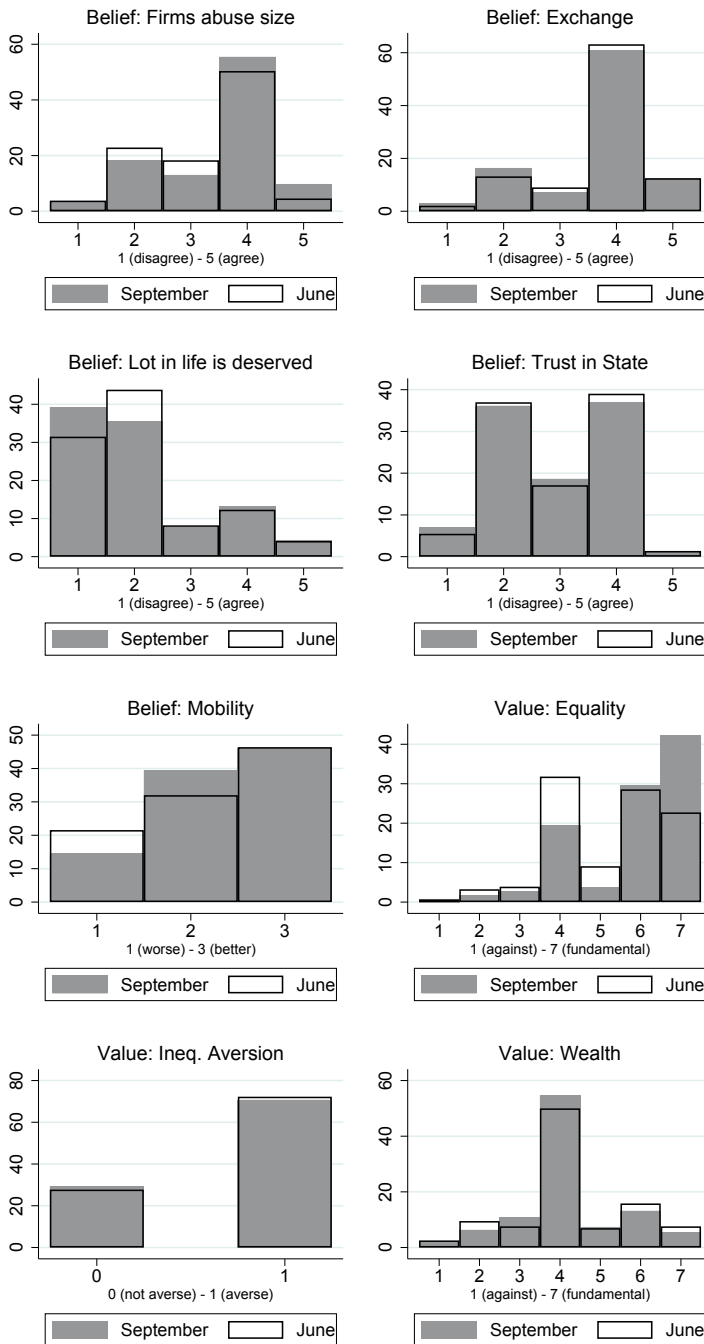 Belief: Firms abuse size
60
40
20
0
1 2 3 4 5
1 (disagree) - 5 (agree)
September June
Belief: Exchange
60
40
20
0
1 2 3 4 5
1 (disagree) - 5 (agree)
September June
Belief: Lot in life is deserved
40
30
20
10
0
1 2 3 4 5
1 (disagree) - 5 (agree)
September June
Belief: Trust in State
40
30
20
10
0
1 2 3 4 5
1 (disagree) - 5 (agree)
September June
Belief: Mobility
50
40
30
20
10
0
1 2 3
1 (worse) - 3 (better)
September June
Value: Equality
40
30
20
10
0
1 2 3 4 5 6 7
1 (against) - 7 (fundamental)
September June
Value: Ineq. Aversion
80
60
40
20
0
0 1
0 (not averse) - 1 (averse)
September June
Value: Wealth
60
40
20
0
1 2 3 4 5 6 7
1 (against) - 7 (fundamental)
September June